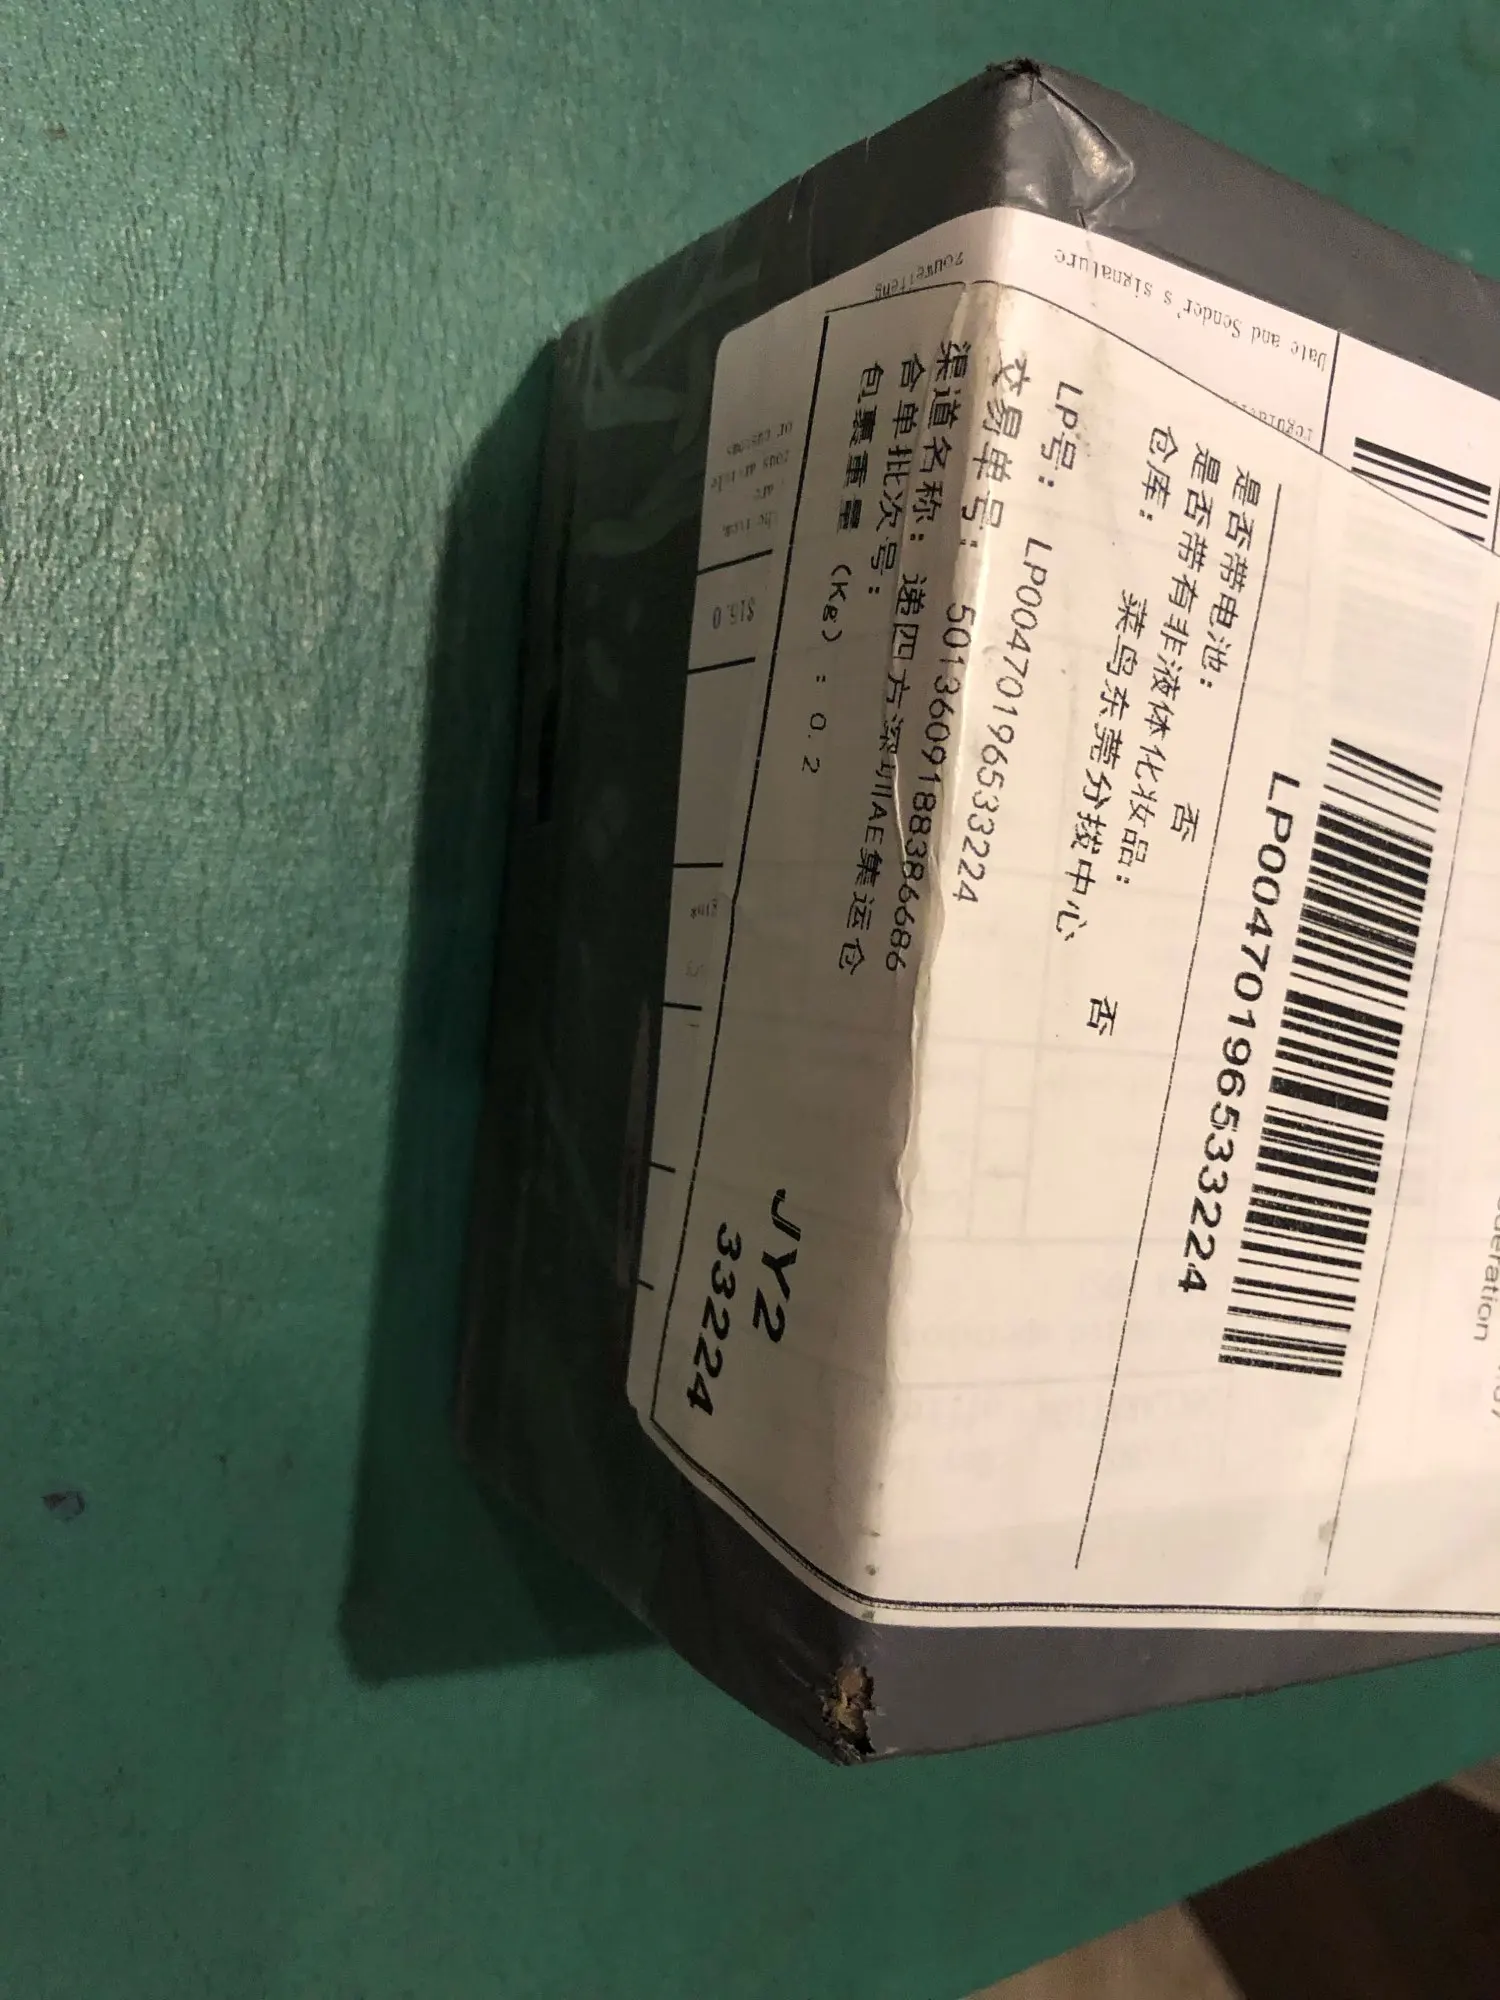 LP00470196533224
是否带电池： 否
是否带有非液体化妆品： 否
仓库： 菜鸟东莞分拨中心
LP号： LP00470196533224
交易单号： 5013609188386686
渠道名称： 递四方深圳AE集运仓
合单批次号：
包裹重量（Kg）：0.2
JY2
33224
Date and Sender's signature
zouweifeng